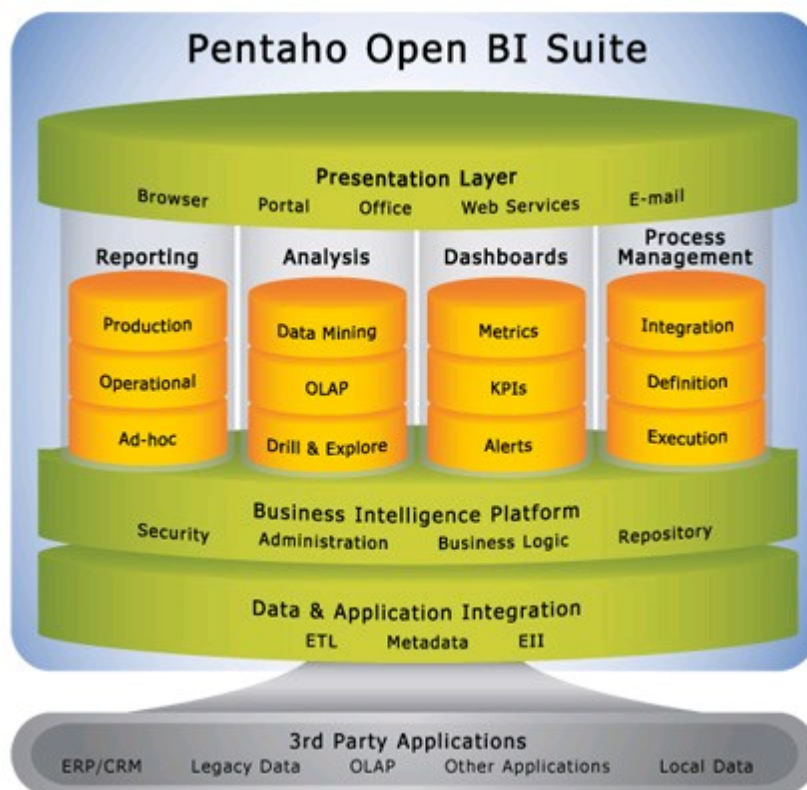 Pentaho Open BI Suite
Presentation Layer
Browser Portal Office Web Services E-mail
Reporting Analysis Dashboards Process Management
Production Data Mining Metrics Integration
Operational OLAP KPIs Definition
Ad-hoc Drill & Explore Alerts Execution
Business Intelligence Platform
Security Administration Business Logic Repository
Data & Application Integration
ETL Metadata EII
3rd Party Applications
ERP/CRM Legacy Data OLAP Other Applications Local Data